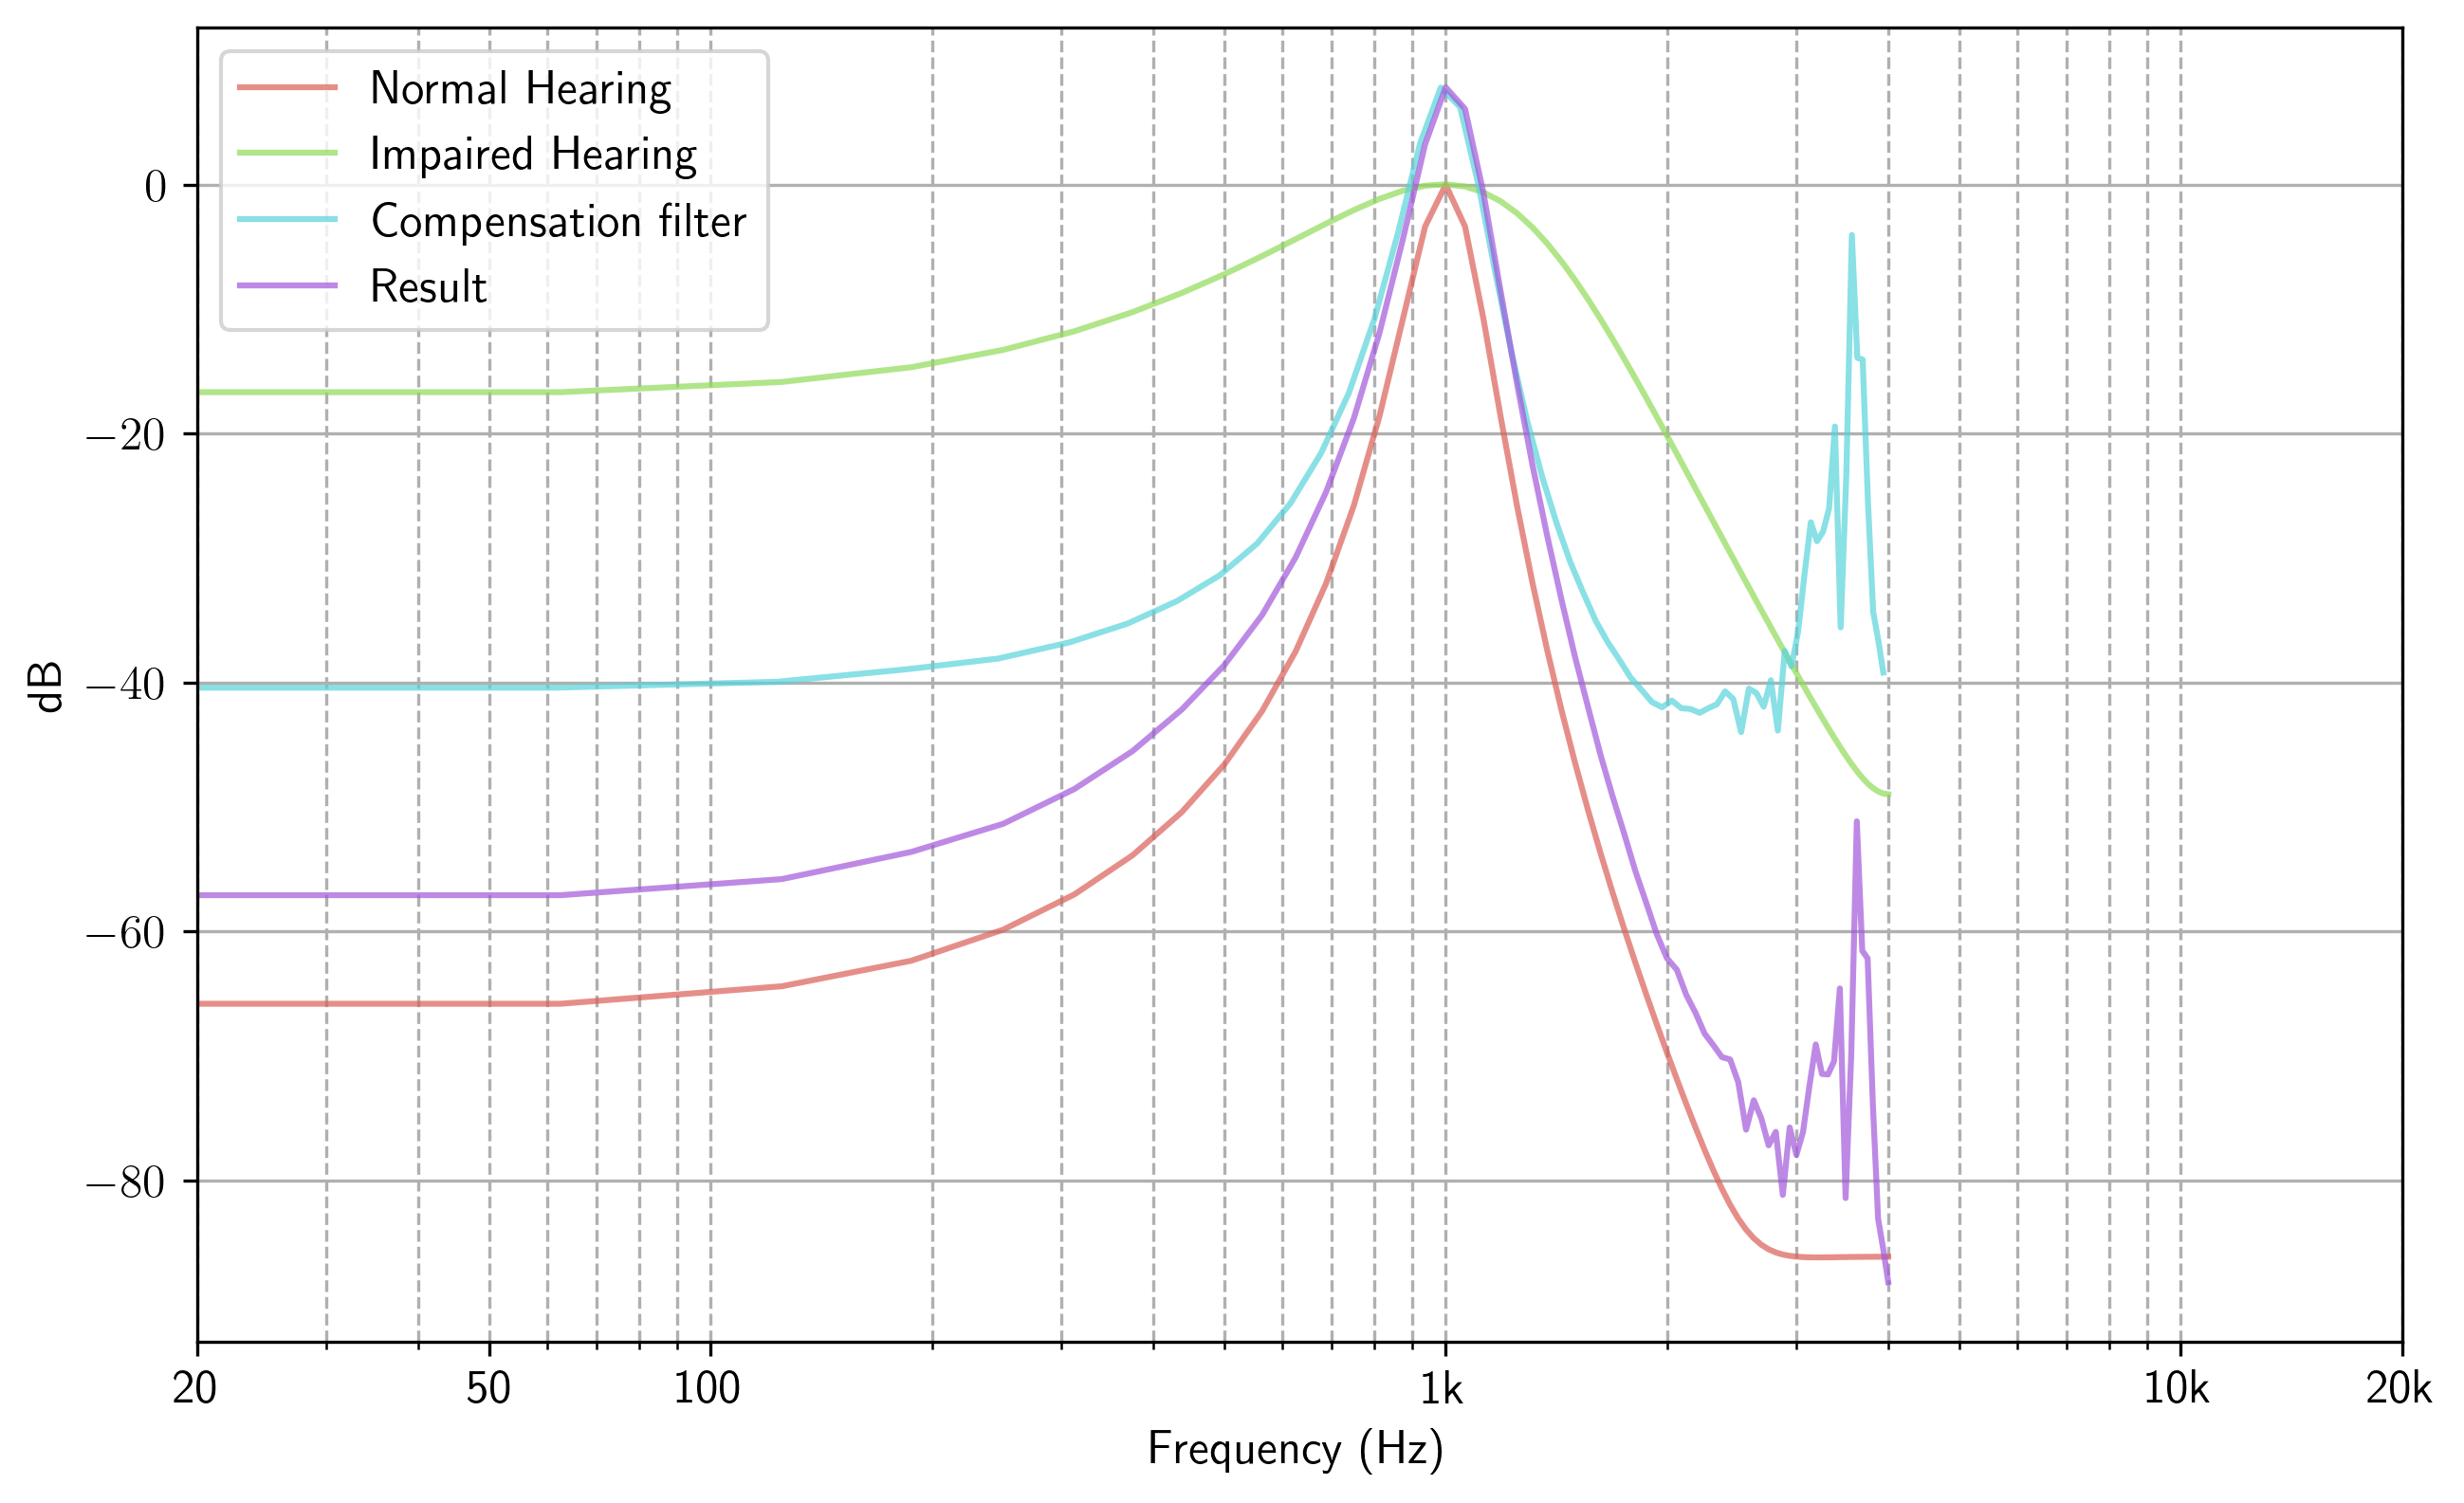 Normal Hearing
Impaired Hearing
Compensation filter
Result
0
−20
−40
−60
−80
dB
20 50 100 1k 10k 20k
Frequency (Hz)